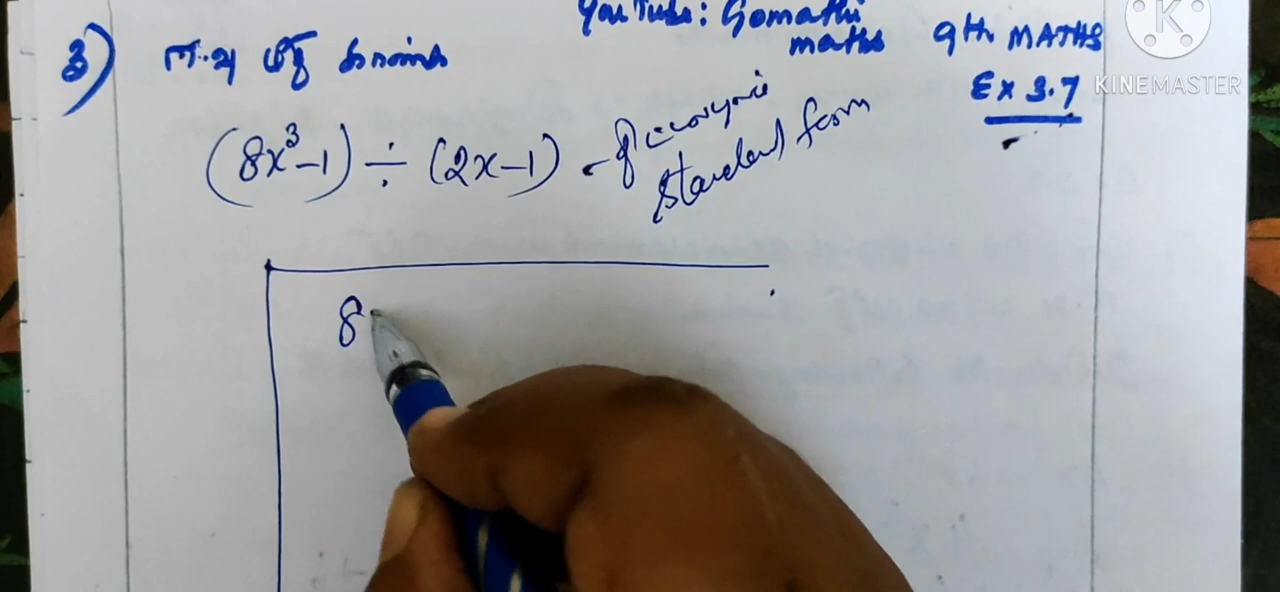 YouTube: Gomathi
maths
9th MATHS
Ex 3.7
KINEMASTER
3)
(8x³-1) ÷ (2x-1)
standard form
8